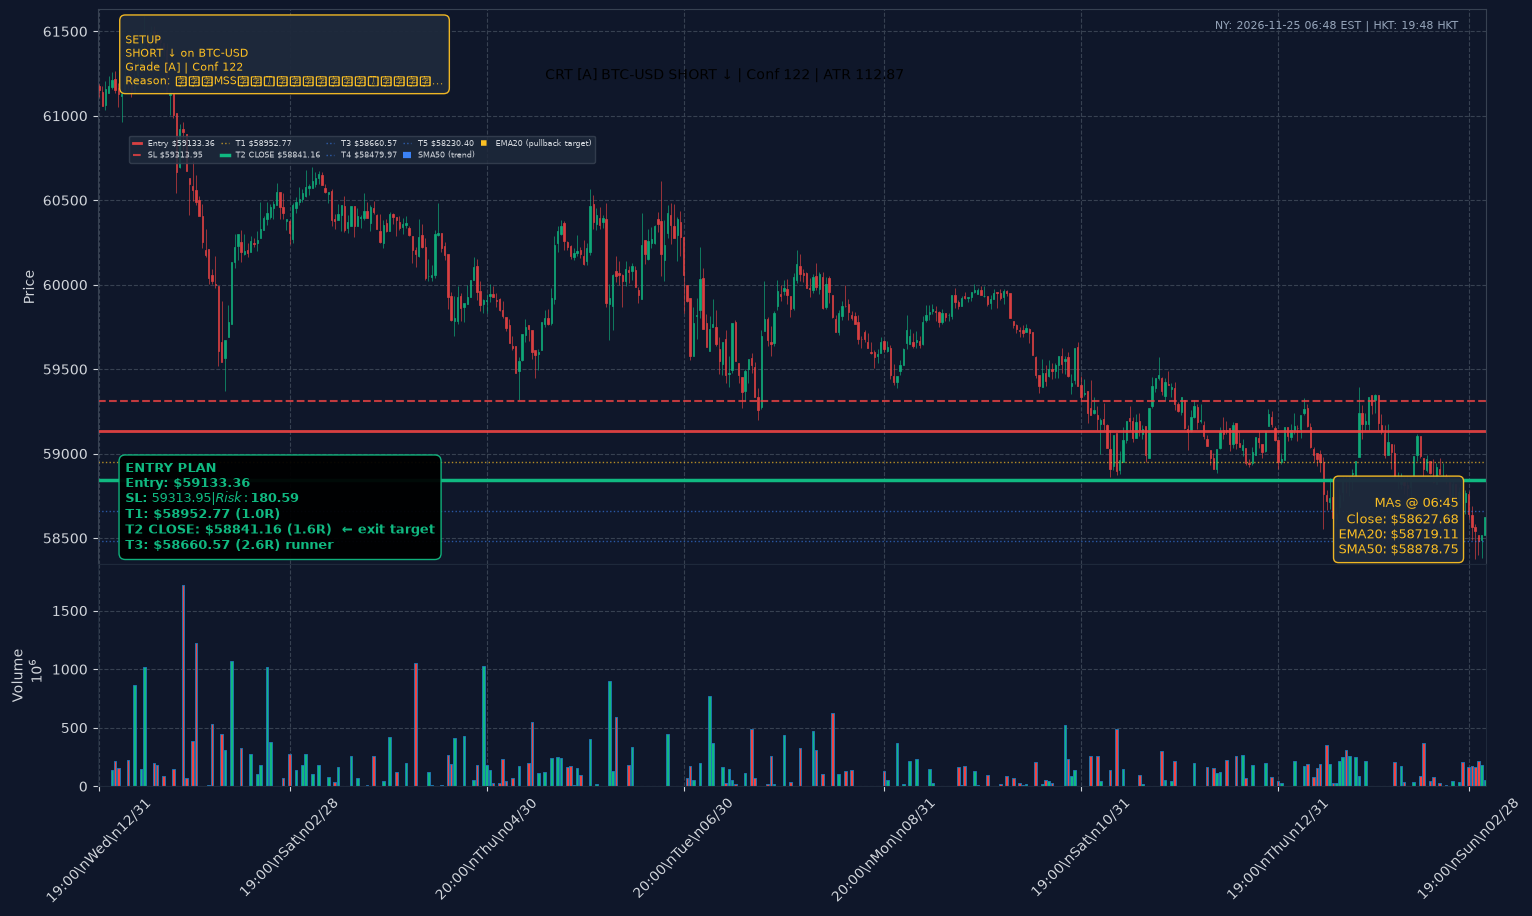 NY: 2026-11-25 06:48 EST | HKT: 19:48 HKT
SETUP
SHORT ↓ on BTC-USD
Grade [A] | Conf 122
Reason: MSS
CRT [A] BTC-USD SHORT ↓ | Conf 122 | ATR 112.87
Entry $59133.36
SL $59313.95
T1 $58952.77
T2 CLOSE $58841.16
T3 $58660.57
T4 $58479.97
T5 $58230.40
SMA50 (trend)
EMA20 (pullback target)
Price
61500
61000
60500
60000
59500
59000
58500
ENTRY PLAN
Entry: $59133.36
SL: 59313.95|Risk:180.59
T1: $58952.77 (1.0R)
T2 CLOSE: $58841.16 (1.6R) ← exit target
T3: $58660.57 (2.6R) runner
MAs @ 06:45
Close: $58627.68
EMA20: $58719.11
SMA50: $58878.75
Volume
10⁶
1500
1000
500
0
19:00\nWed\n12/31
19:00\nSat\n02/28
20:00\nThu\n04/30
20:00\nTue\n06/30
20:00\nMon\n08/31
19:00\nSat\n10/31
19:00\nThu\n12/31
19:00\nSun\n02/28